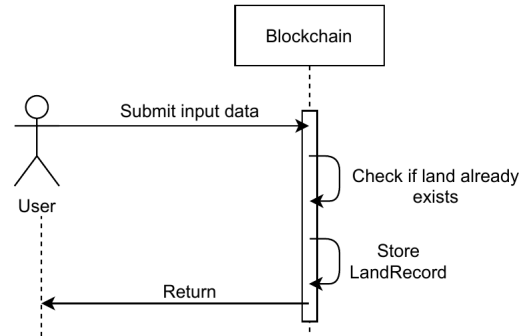 Blockchain
Submit input data
Check if land already
exists
User
Store
LandRecord
Return